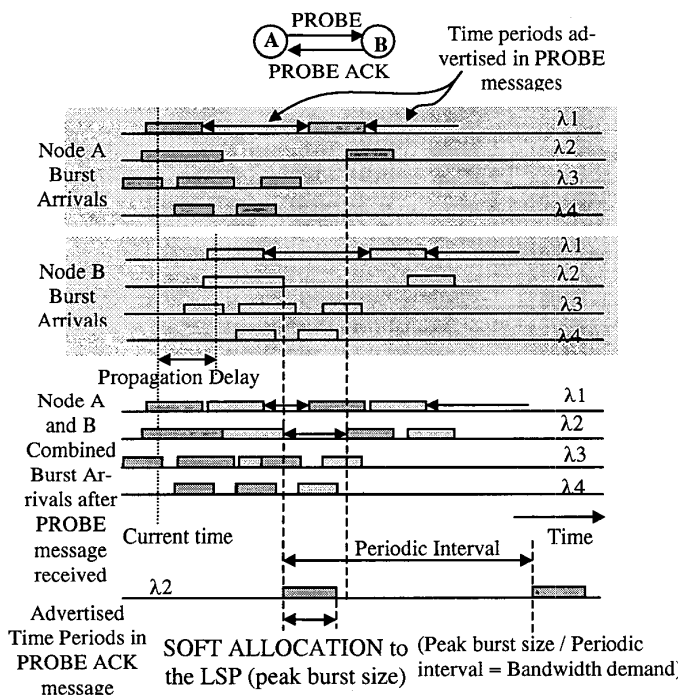 PROBE
A
B
PROBE ACK
Time periods ad-
vertised in PROBE
messages
λ1
λ2
λ3
λ4
Node A
Burst
Arrivals
λ1
λ2
λ3
λ4
Node B
Burst
Arrivals
Propagation Delay
Node A
and B
Combined
Burst Ar-
rivals after
PROBE
message
received
λ1
λ2
λ3
λ4
Current time
Time
Periodic Interval
λ2
Advertised
Time Periods in
PROBE ACK
message
SOFT ALLOCATION to
the LSP (peak burst size)
(Peak burst size / Periodic
interval = Bandwidth demand)